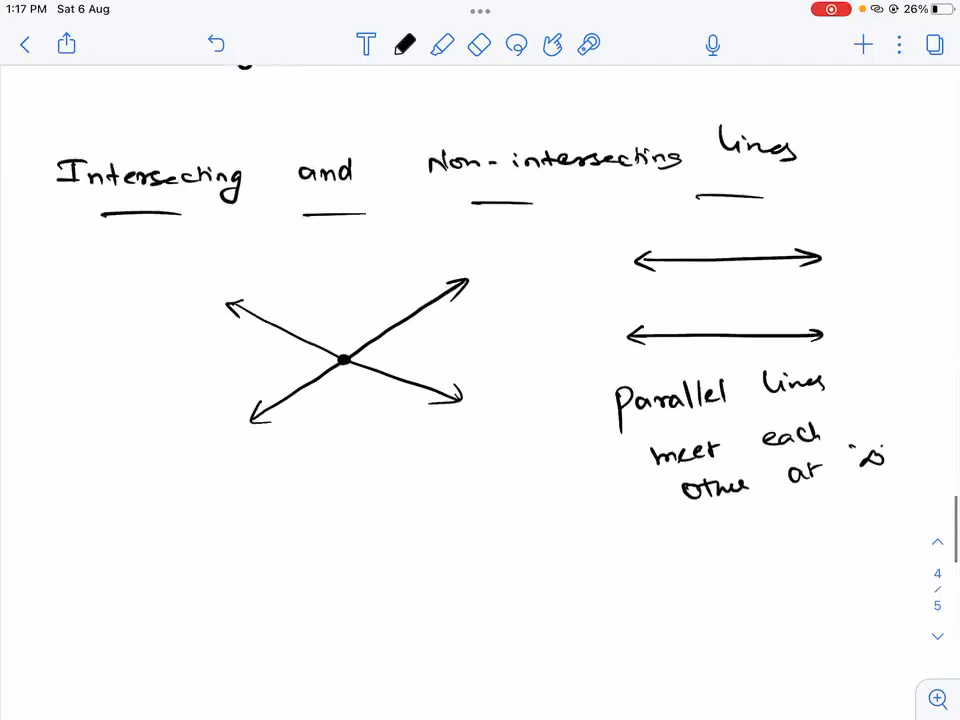 1:17 PM Sat 6 Aug
26%
T
Intersecting and Non-intersecting lines
Parallel lines
meet each
other at "∞
4
/
5